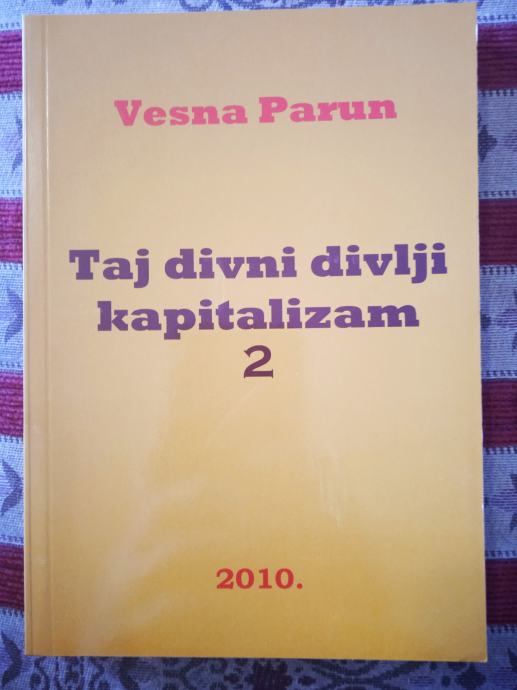 Vesna Parun
Taj divni divlji
kapitalizam
2
2010.